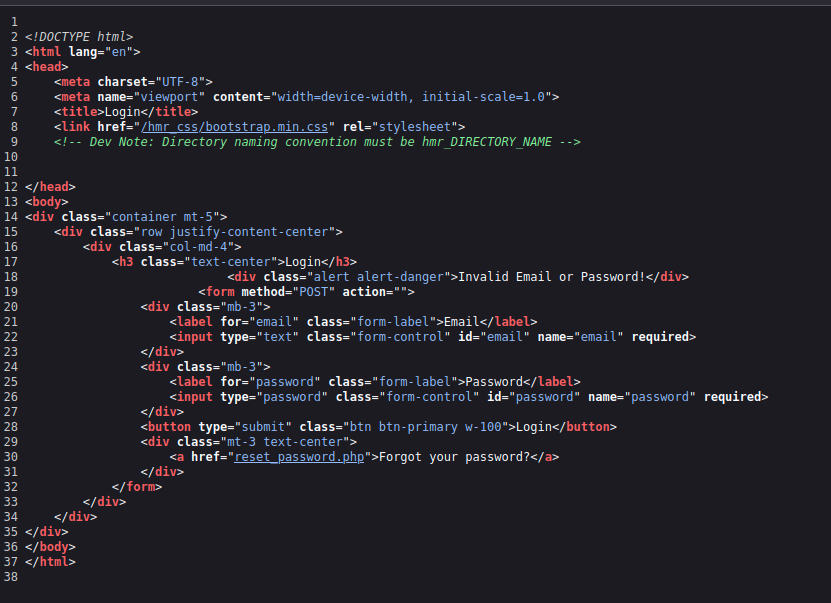 1
2 <!DOCTYPE html>
3 <html lang="en">
4 <head>
5     <meta charset="UTF-8">
6     <meta name="viewport" content="width=device-width, initial-scale=1.0">
7     <title>Login</title>
8     <link href="/hmr_css/bootstrap.min.css" rel="stylesheet">
9     <!-- Dev Note: Directory naming convention must be hmr_DIRECTORY_NAME -->
10
11
12 </head>
13 <body>
14 <div class="container mt-5">
15     <div class="row justify-content-center">
16         <div class="col-md-4">
17             <h3 class="text-center">Login</h3>
18                             <div class="alert alert-danger">Invalid Email or Password!</div>
19                         <form method="POST" action="">
20                 <div class="mb-3">
21                     <label for="email" class="form-label">Email</label>
22                     <input type="text" class="form-control" id="email" name="email" required>
23                 </div>
24                 <div class="mb-3">
25                     <label for="password" class="form-label">Password</label>
26                     <input type="password" class="form-control" id="password" name="password" required>
27                 </div>
28                 <button type="submit" class="btn btn-primary w-100">Login</button>
29                 <div class="mt-3 text-center">
30                     <a href="reset_password.php">Forgot your password?</a>
31                 </div>
32             </form>
33         </div>
34     </div>
35 </div>
36 </body>
37 </html>
38